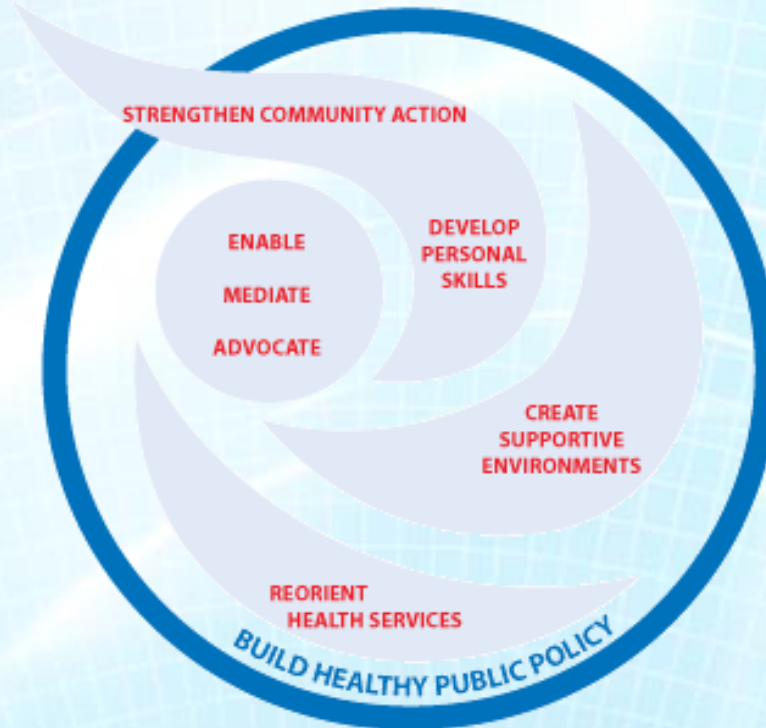 STRENGTHEN COMMUNITY ACTION
ENABLE
MEDIATE
ADVOCATE
DEVELOP
PERSONAL
SKILLS
CREATE
SUPPORTIVE
ENVIRONMENTS
REORIENT
HEALTH SERVICES
BUILD HEALTHY PUBLIC POLICY